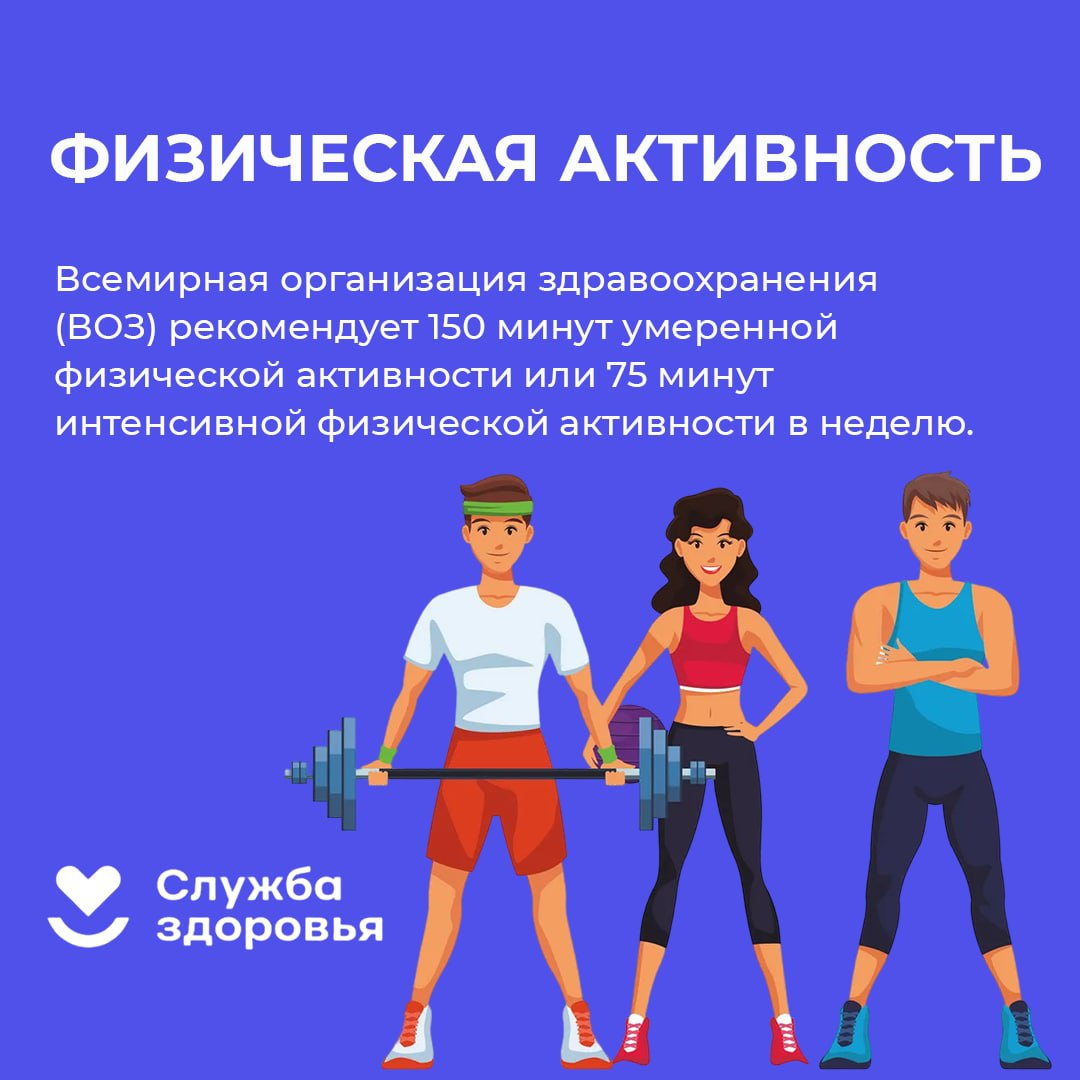 ФИЗИЧЕСКАЯ АКТИВНОСТЬ
Всемирная организация здравоохранения
(ВОЗ) рекомендует 150 минут умеренной
физической активности или 75 минут
интенсивной физической активности в неделю.
Служба
здоровья